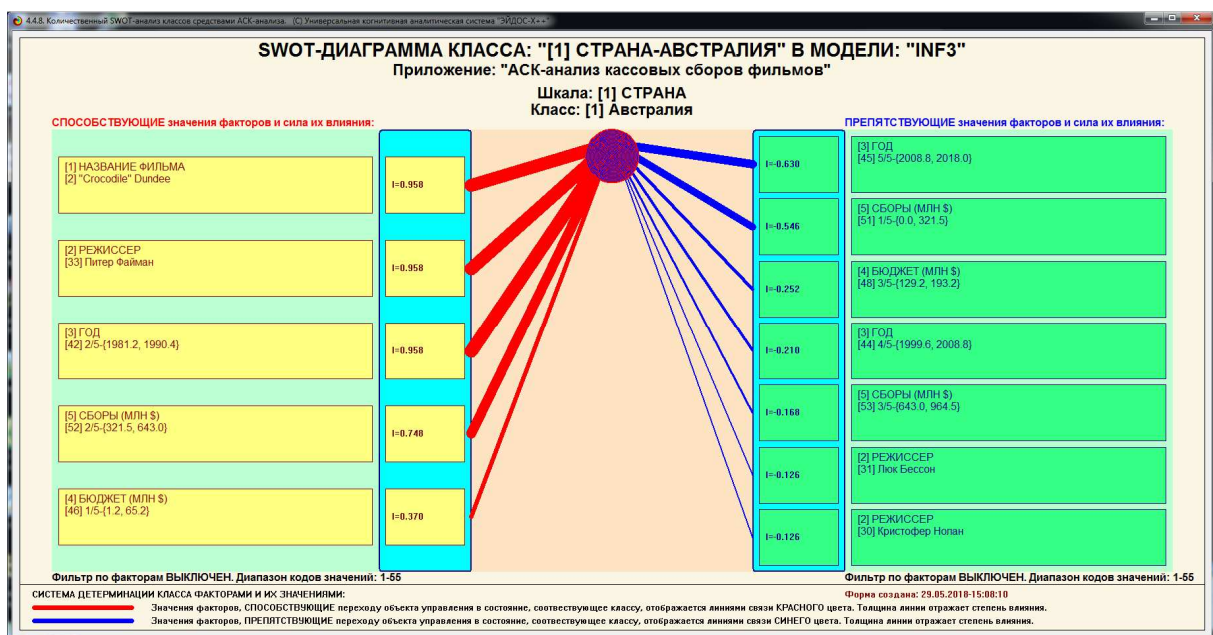 4.4.8. Количественный SWOT-анализ классов средствами АСК-анализа. (С) Универсальная когнитивная аналитическая система "ЭЙДОС-Х++"
SWOT-ДИАГРАММА КЛАССА: "[1] СТРАНА-АВСТРАЛИЯ" В МОДЕЛИ: "INF3"
Приложение: "АСК-анализ кассовых сборов фильмов"
Шкала: [1] СТРАНА
Класс: [1] Австралия
СПОСОБСТВУЮЩИЕ значения факторов и сила их влияния:
[1] НАЗВАНИЕ ФИЛЬМА
[2] "Crocodile" Dundee
I=0.958
[2] РЕЖИССЕР
[33] Питер Файман
I=0.958
[3] ГОД
[42] 2/5-{1981.2, 1990.4}
I=0.958
[5] СБОРЫ (МЛН $)
[52] 2/5-{321.5, 643.0}
I=0.748
[4] БЮДЖЕТ (МЛН $)
[46] 1/5-{1.2, 65.2}
I=0.370
Фильтр по факторам ВЫКЛЮЧЕН. Диапазон кодов значений: 1-55
ПРЕПЯТСТВУЮЩИЕ значения факторов и сила их влияния:
I=-0.630
[3] ГОД
[45] 5/5-{2008.8, 2018.0}
I=-0.546
[5] СБОРЫ (МЛН $)
[51] 1/5-{0.0, 321.5}
I=-0.252
[4] БЮДЖЕТ (МЛН $)
[48] 3/5-{129.2, 193.2}
I=-0.210
[3] ГОД
[44] 4/5-{1999.6, 2008.8}
I=-0.168
[5] СБОРЫ (МЛН $)
[53] 3/5-{643.0, 964.5}
I=-0.126
[2] РЕЖИССЕР
[31] Люк Бессон
I=-0.126
[2] РЕЖИССЕР
[30] Кристофер Нолан
Фильтр по факторам ВЫКЛЮЧЕН. Диапазон кодов значений: 1-55
СИСТЕМА ДЕТЕРМИНАЦИИ КЛАССА ФАКТОРАМИ И ИХ ЗНАЧЕНИЯМИ:
Форма создана: 29.05.2018-15:08:10
Значения факторов, СПОСОБСТВУЮЩИЕ переходу объекта управления в состояние, соотвествующее классу, отображается линиями связи КРАСНОГО цвета. Толщина линии отражает степень влияния.
Значения факторов, ПРЕПЯТСТВУЮЩИЕ переходу объекта управления в состояние, соотвествующее классу, отображается линиями связи СИНЕГО цвета. Толщина линии отражает степень влияния.